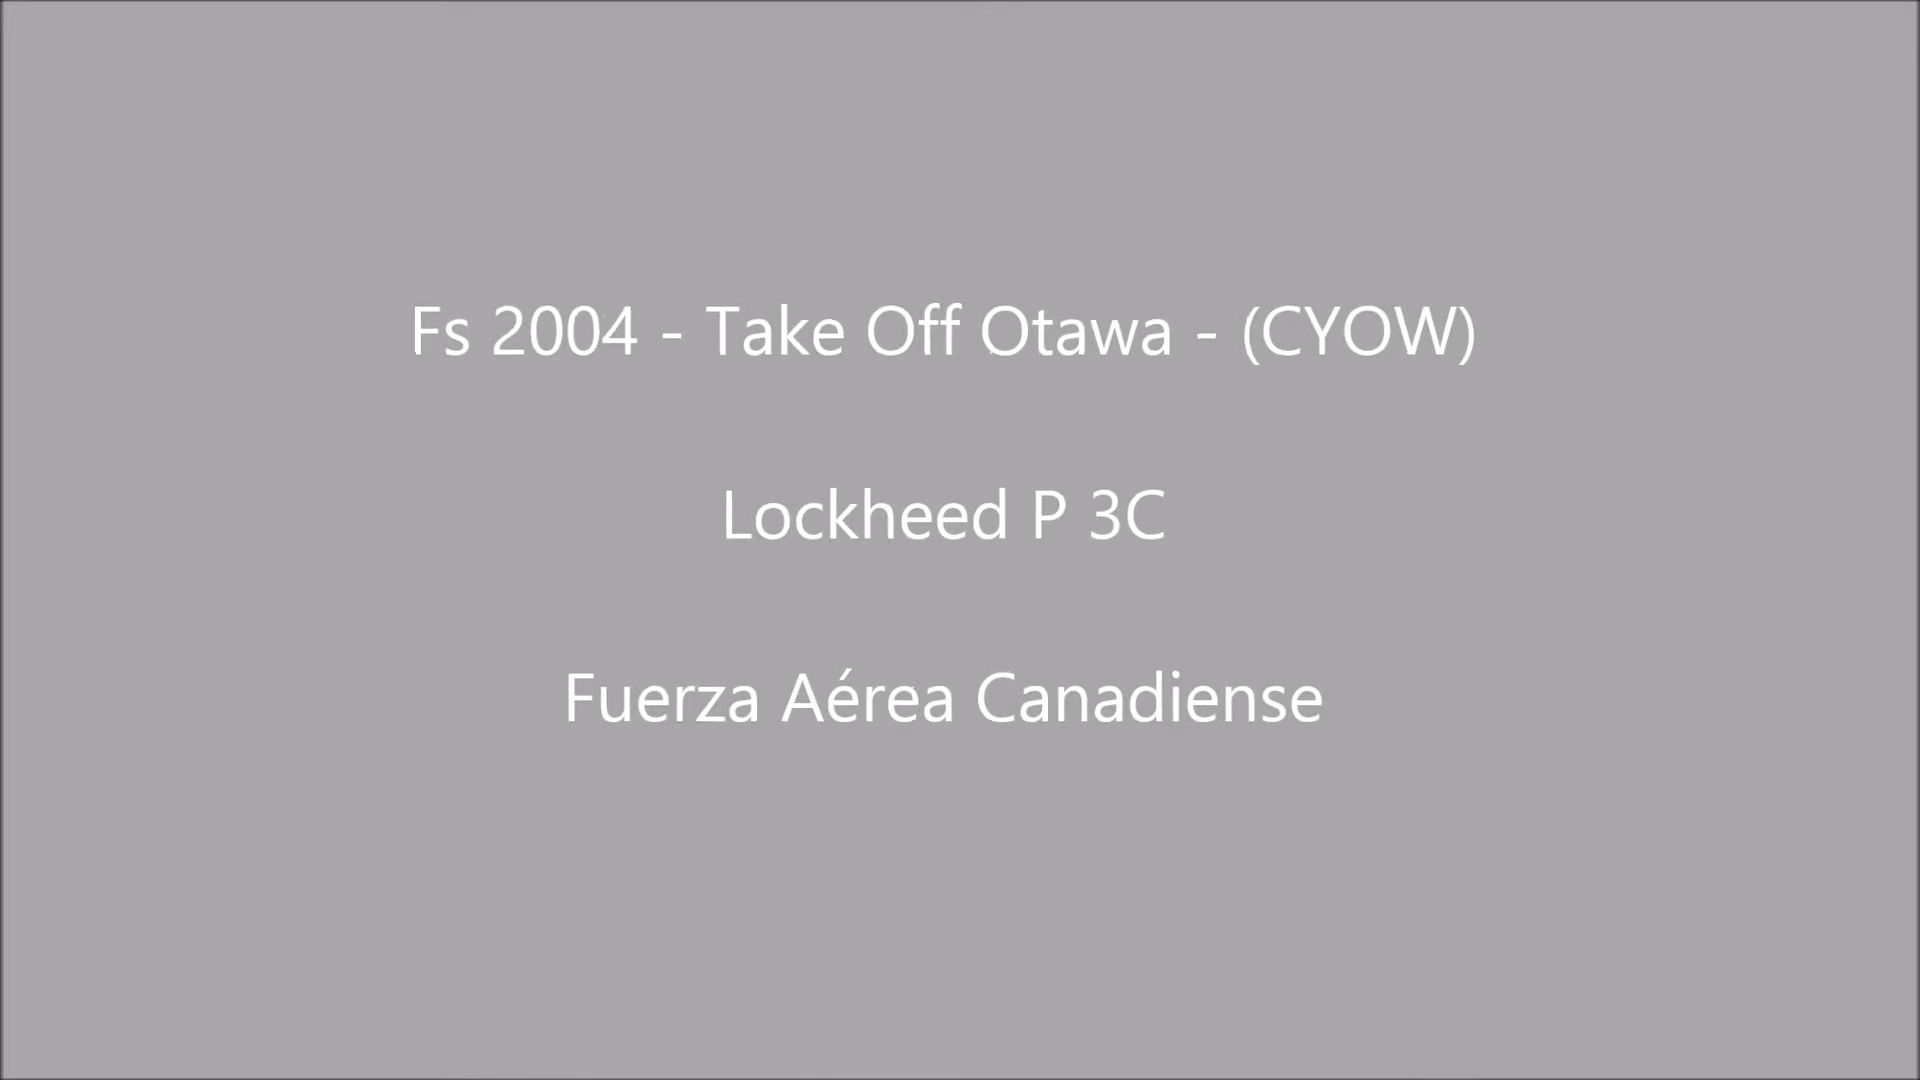 Fs 2004 - Take Off Otawa - (CYOW)
Lockheed P 3C
Fuerza Aérea Canadiense